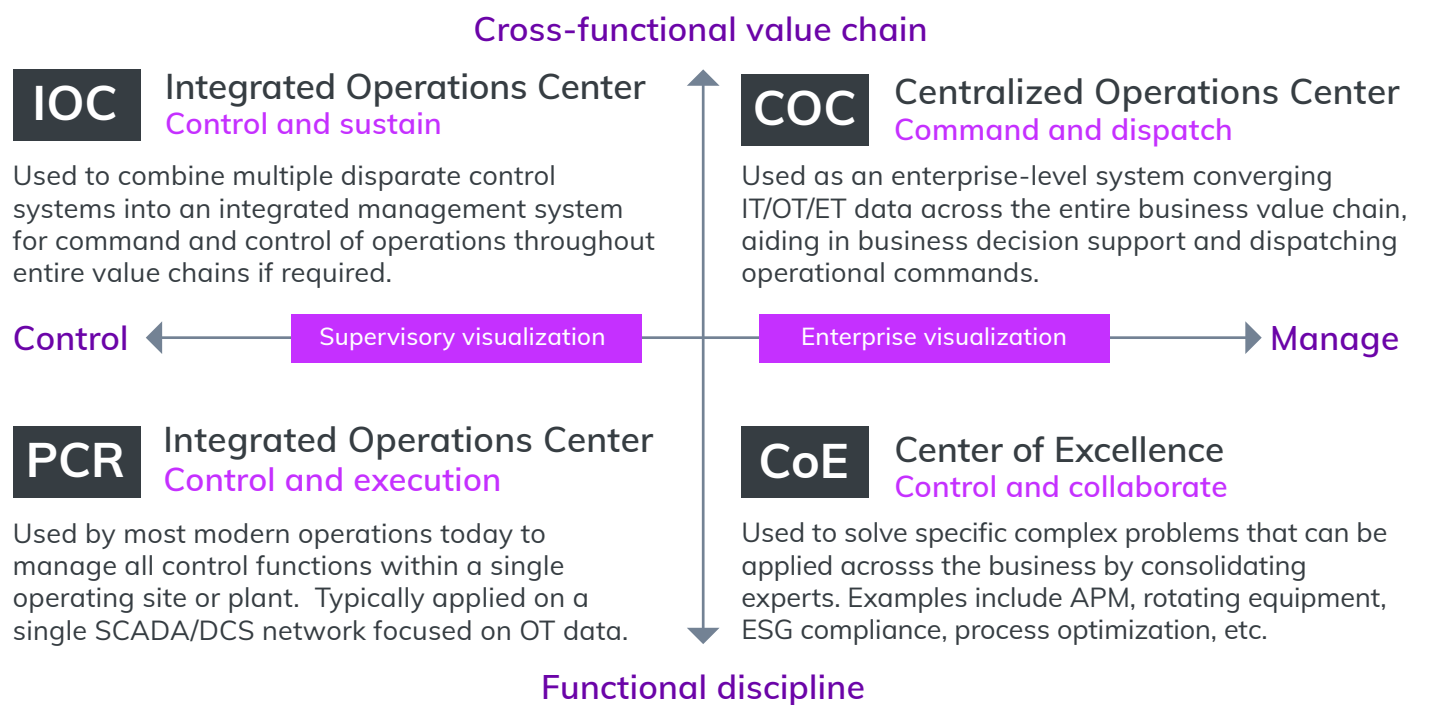 Cross-functional value chain
IOC
Integrated Operations Center
Control and sustain
Used to combine multiple disparate control
systems into an integrated management system
for command and control of operations throughout
entire value chains if required.
COC
Centralized Operations Center
Command and dispatch
Used as an enterprise-level system converging
IT/OT/ET data across the entire business value chain,
aiding in business decision support and dispatching
operational commands.
Control
Supervisory visualization
Enterprise visualization
Manage
PCR
Integrated Operations Center
Control and execution
Used by most modern operations today to
manage all control functions within a single
operating site or plant.  Typically applied on a
single SCADA/DCS network focused on OT data.
CoE
Center of Excellence
Control and collaborate
Used to solve specific complex problems that can be
applied acrosss the business by consolidating
experts. Examples include APM, rotating equipment,
ESG compliance, process optimization, etc.
Functional discipline